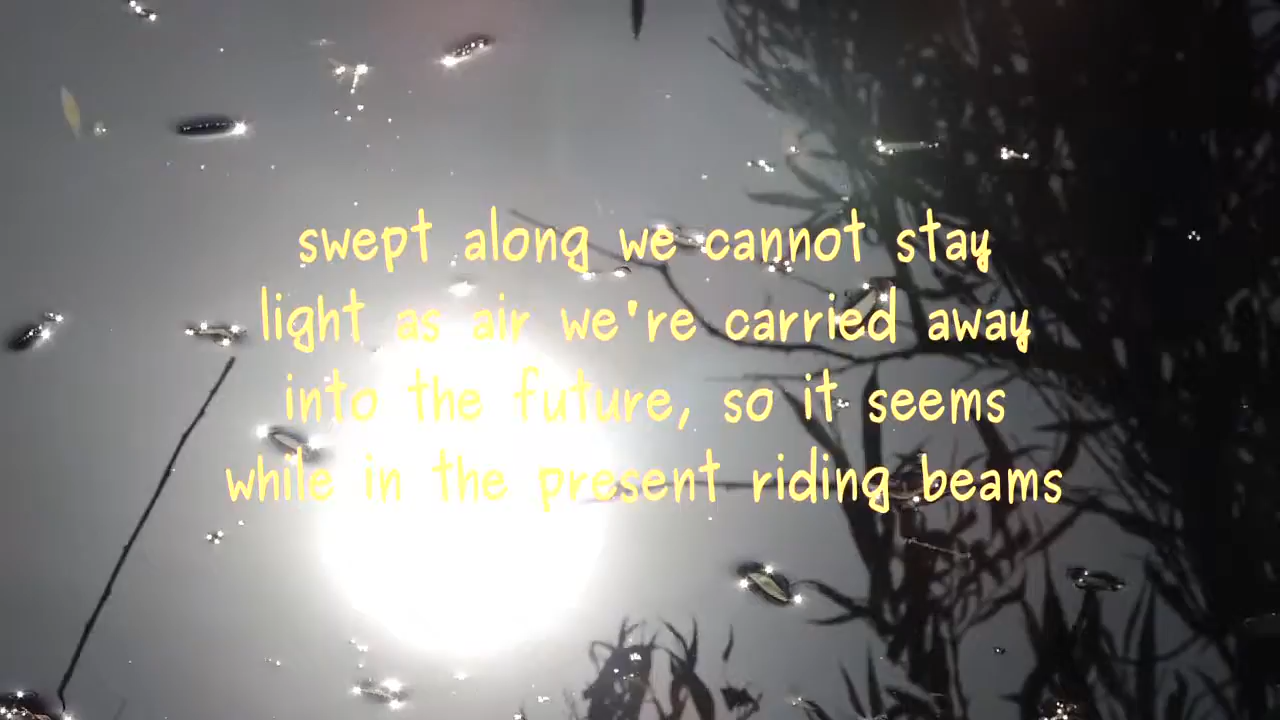 swept along we cannot stay
light as air we're carried away
into the future, so it seems
while in the present riding beams